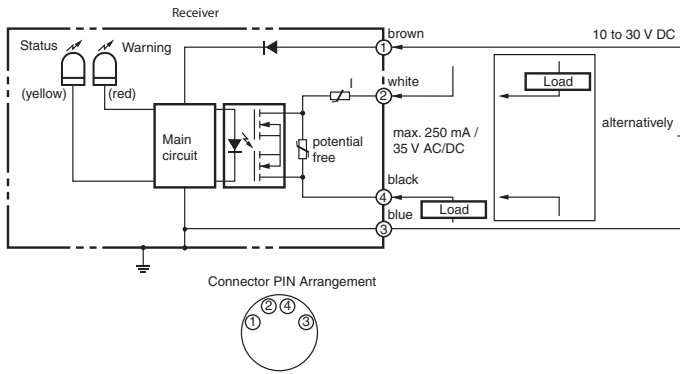 Receiver
brown
10 to 30 V DC
1
Status
Warning
(yellow)
(red)
I
white
2
Load
Main
circuit
potential
free
max. 250 mA /
35 V AC/DC
alternatively
black
4
Load
blue
3
Connector PIN Arrangement
1
2
4
3